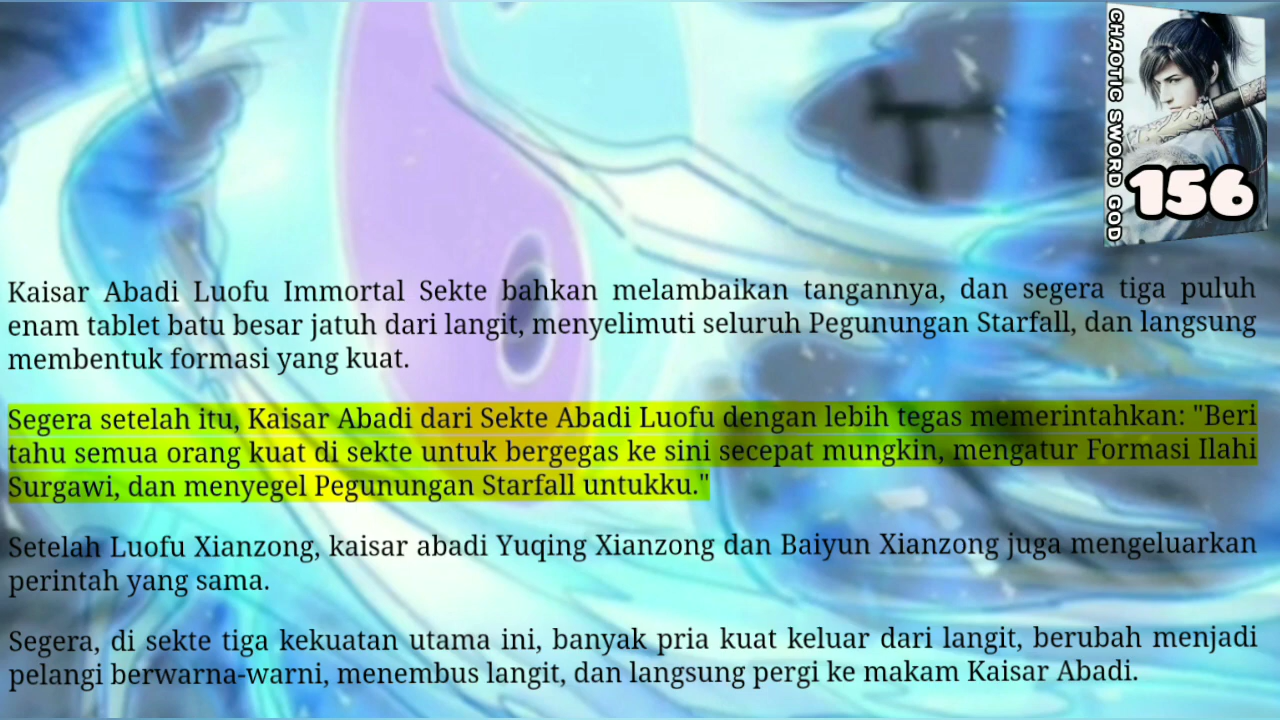 CHAOTIC SWORD GOD
156
Kaisar Abadi Luofu Immortal Sekte bahkan melambaikan tangannya, dan segera tiga puluh
enam tablet batu besar jatuh dari langit, menyelimuti seluruh Pegunungan Starfall, dan langsung
membentuk formasi yang kuat.
Segera setelah itu, Kaisar Abadi dari Sekte Abadi Luofu dengan lebih tegas memerintahkan: "Beri
tahu semua orang kuat di sekte untuk bergegas ke sini secepat mungkin, mengatur Formasi Ilahi
Surgawi, dan menyegel Pegunungan Starfall untukku."
Setelah Luofu Xianzong, kaisar abadi Yuqing Xianzong dan Baiyun Xianzong juga mengeluarkan
perintah yang sama.
Segera, di sekte tiga kekuatan utama ini, banyak pria kuat keluar dari langit, berubah menjadi
pelangi berwarna-warni, menembus langit, dan langsung pergi ke makam Kaisar Abadi.